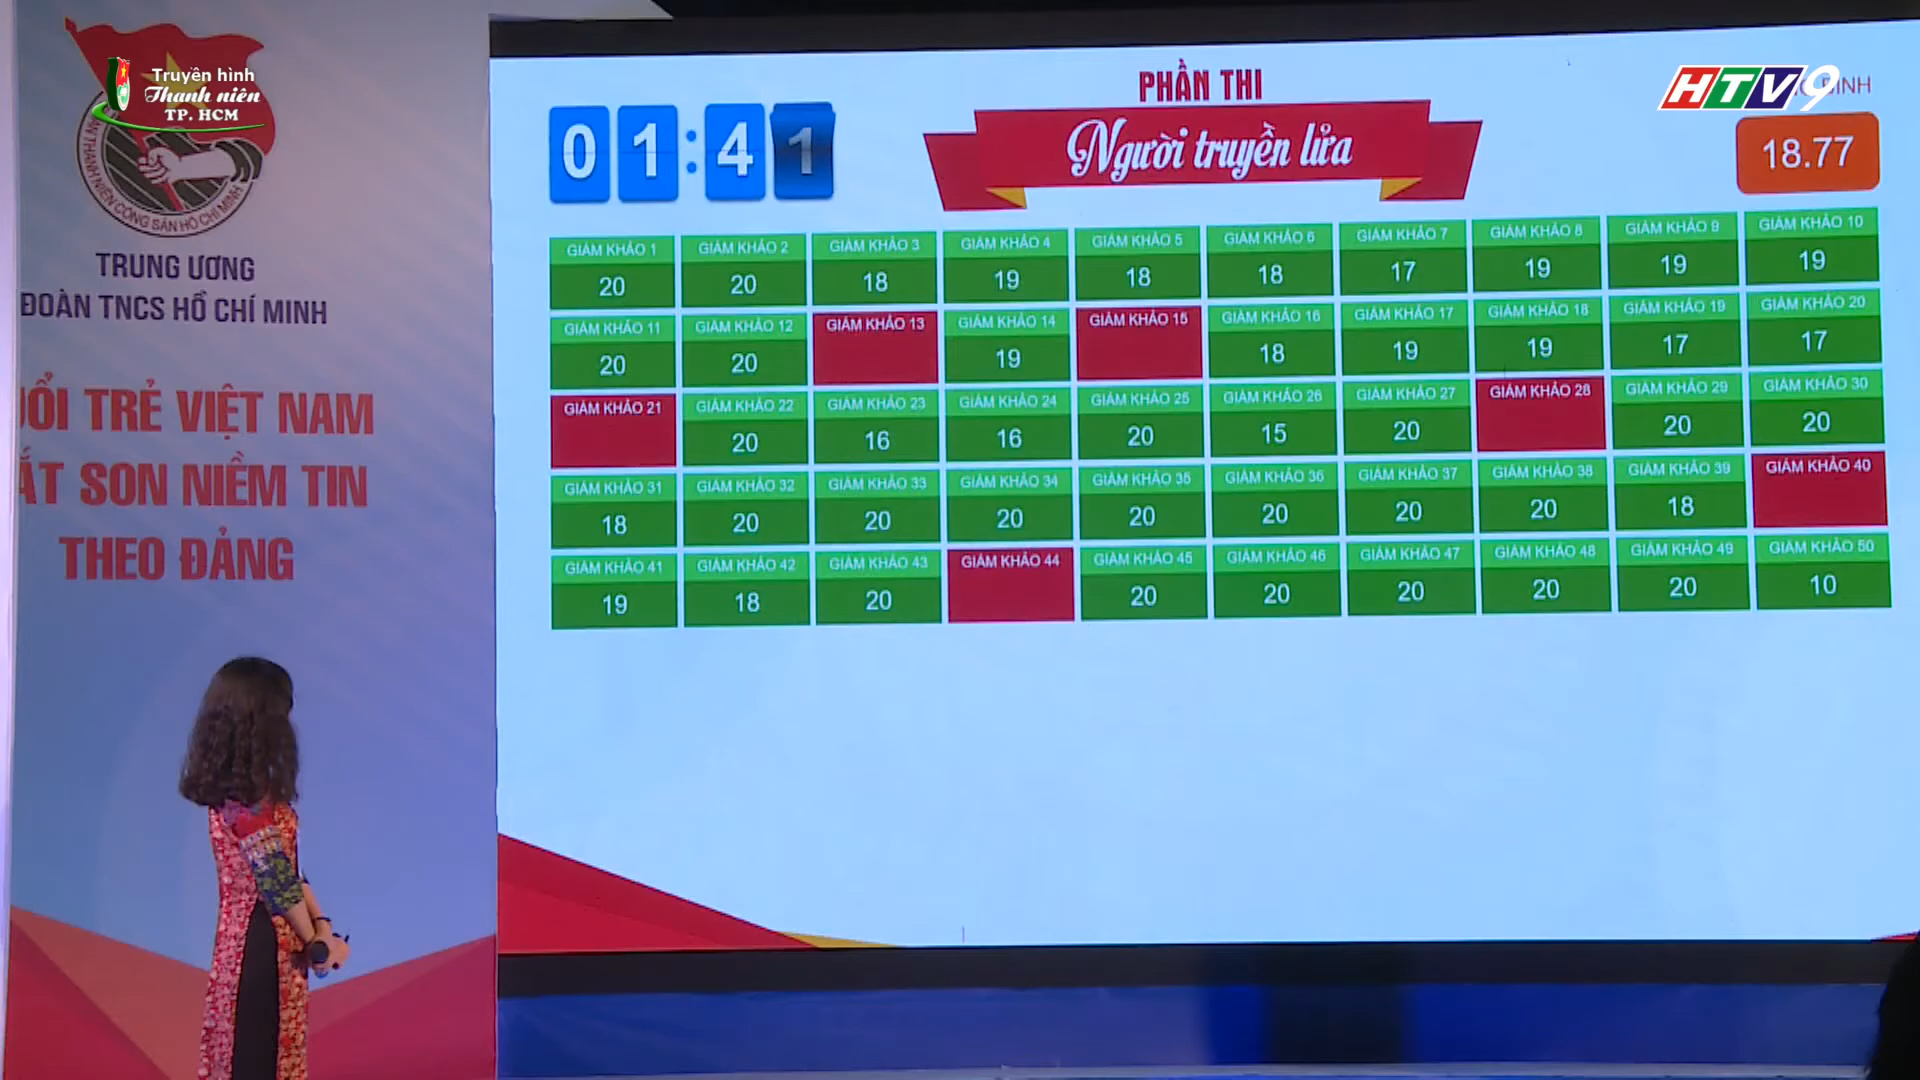 Truyền hình
Thanh niên
TP. HCM
ĐOÀN THANH NIÊN CỘNG SẢN HỒ CHÍ MINH
TRUNG ƯƠNG
ĐOÀN TNCS HỒ CHÍ MINH
TRẺ VIỆT NAM
SON NIỀM TIN
THEO ĐẢNG
PHẦN THI
Người truyền lửa
01:41
HTV9
BÌNH
18.77
GIÁM KHẢO 1 GIÁM KHẢO 2 GIÁM KHẢO 3 GIÁM KHẢO 4 GIÁM KHẢO 5 GIÁM KHẢO 6 GIÁM KHẢO 7 GIÁM KHẢO 8 GIÁM KHẢO 9 GIÁM KHẢO 10
20 20 18 19 18 18 17 19 19 19
GIÁM KHẢO 11 GIÁM KHẢO 12 GIÁM KHẢO 13 GIÁM KHẢO 14 GIÁM KHẢO 15 GIÁM KHẢO 16 GIÁM KHẢO 17 GIÁM KHẢO 18 GIÁM KHẢO 19 GIÁM KHẢO 20
20 20 19 18 19 19 17 17
GIÁM KHẢO 21 GIÁM KHẢO 22 GIÁM KHẢO 23 GIÁM KHẢO 24 GIÁM KHẢO 25 GIÁM KHẢO 26 GIÁM KHẢO 27 GIÁM KHẢO 28 GIÁM KHẢO 29 GIÁM KHẢO 30
20 16 16 20 15 20 20 20
GIÁM KHẢO 31 GIÁM KHẢO 32 GIÁM KHẢO 33 GIÁM KHẢO 34 GIÁM KHẢO 35 GIÁM KHẢO 36 GIÁM KHẢO 37 GIÁM KHẢO 38 GIÁM KHẢO 39 GIÁM KHẢO 40
18 20 20 20 20 20 20 20 18
GIÁM KHẢO 41 GIÁM KHẢO 42 GIÁM KHẢO 43 GIÁM KHẢO 44 GIÁM KHẢO 45 GIÁM KHẢO 46 GIÁM KHẢO 47 GIÁM KHẢO 48 GIÁM KHẢO 49 GIÁM KHẢO 50
19 18 20 20 20 20 20 20 10